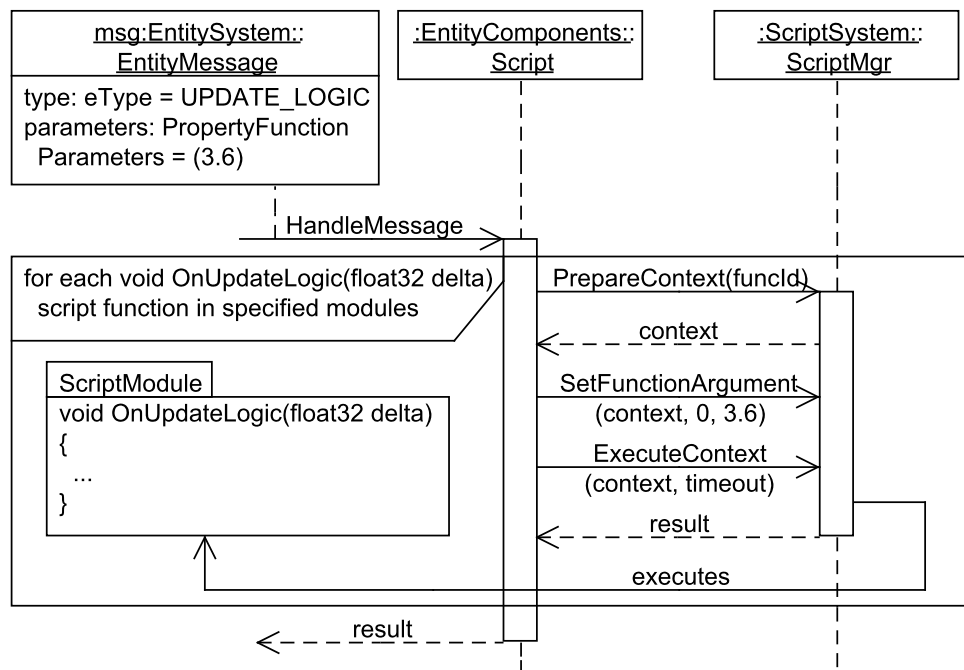 msg:EntitySystem::
EntityMessage
type: eType = UPDATE_LOGIC
parameters: PropertyFunction
Parameters = (3.6)
:EntityComponents::
Script
:ScriptSystem::
ScriptMgr
HandleMessage
for each void OnUpdateLogic(float32 delta)
script function in specified modules
PrepareContext(funcId)
context
ScriptModule
void OnUpdateLogic(float32 delta)
{
...
}
SetFunctionArgument
(context, 0, 3.6)
ExecuteContext
(context, timeout)
result
executes
result